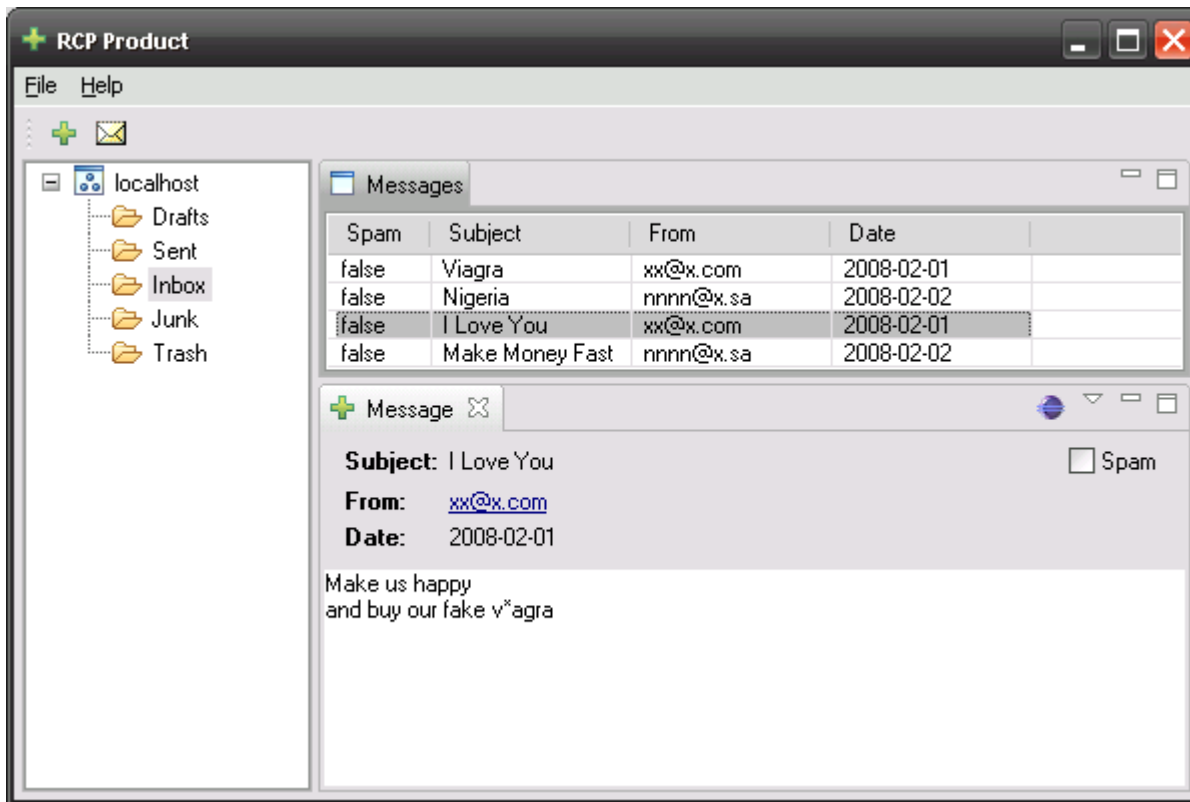 RCP Product
File Help
localhost
Drafts
Sent
Inbox
Junk
Trash
Messages
Spam Subject From Date
false Viagra xx@x.com 2008-02-01
false Nigeria nnnn@x.sa 2008-02-02
false I Love You xx@x.com 2008-02-01
false Make Money Fast nnnn@x.sa 2008-02-02
Message
Subject: I Love You Spam
From: xx@x.com
Date: 2008-02-01
Make us happy
and buy our fake v*agra